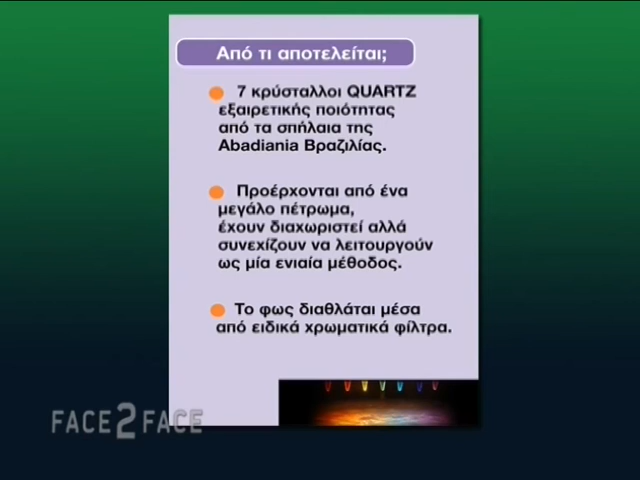 Από τι αποτελείται;
7 κρύσταλλοι QUARTZ
εξαιρετικής ποιότητας
από τα σπήλαια της
Abadiania Βραζιλίας.
Προέρχονται από ένα
μεγάλο πέτρωμα,
έχουν διαχωριστεί αλλά
συνεχίζουν να λειτουργούν
ως μία ενιαία μέθοδος.
Το φως διαθλάται μέσα
από ειδικά χρωματικά φίλτρα.
FACE2FACE